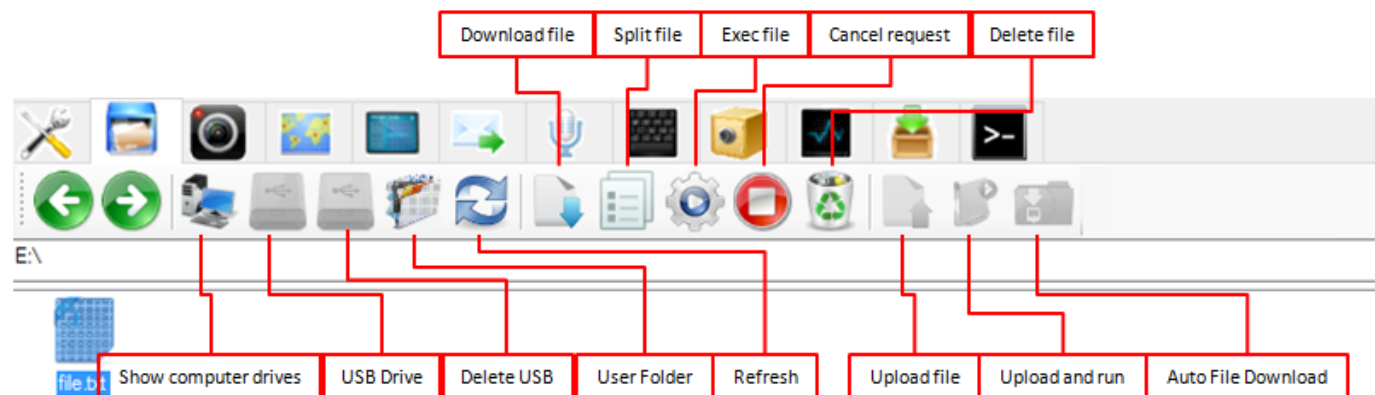 Download file
Split file
Exec file
Cancel request
Delete file
>-
E:\
file.txt
Show computer drives
USB Drive
Delete USB
User Folder
Refresh
Upload file
Upload and run
Auto File Download